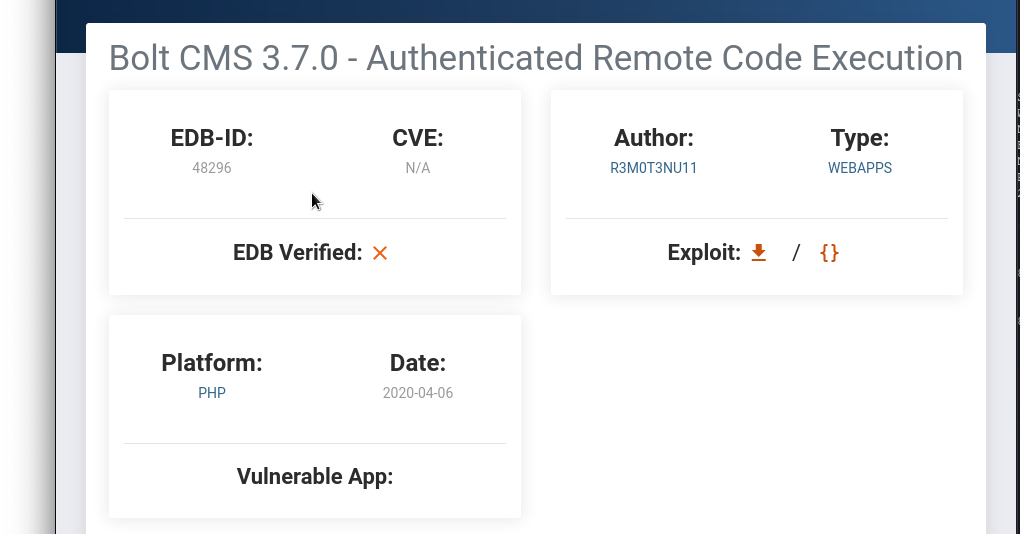 Bolt CMS 3.7.0 - Authenticated Remote Code Execution
EDB-ID:
48296
CVE:
N/A
EDB Verified:
Author:
R3M0T3NU11
Type:
WEBAPPS
Exploit: / {}
Platform:
PHP
Date:
2020-04-06
Vulnerable App: